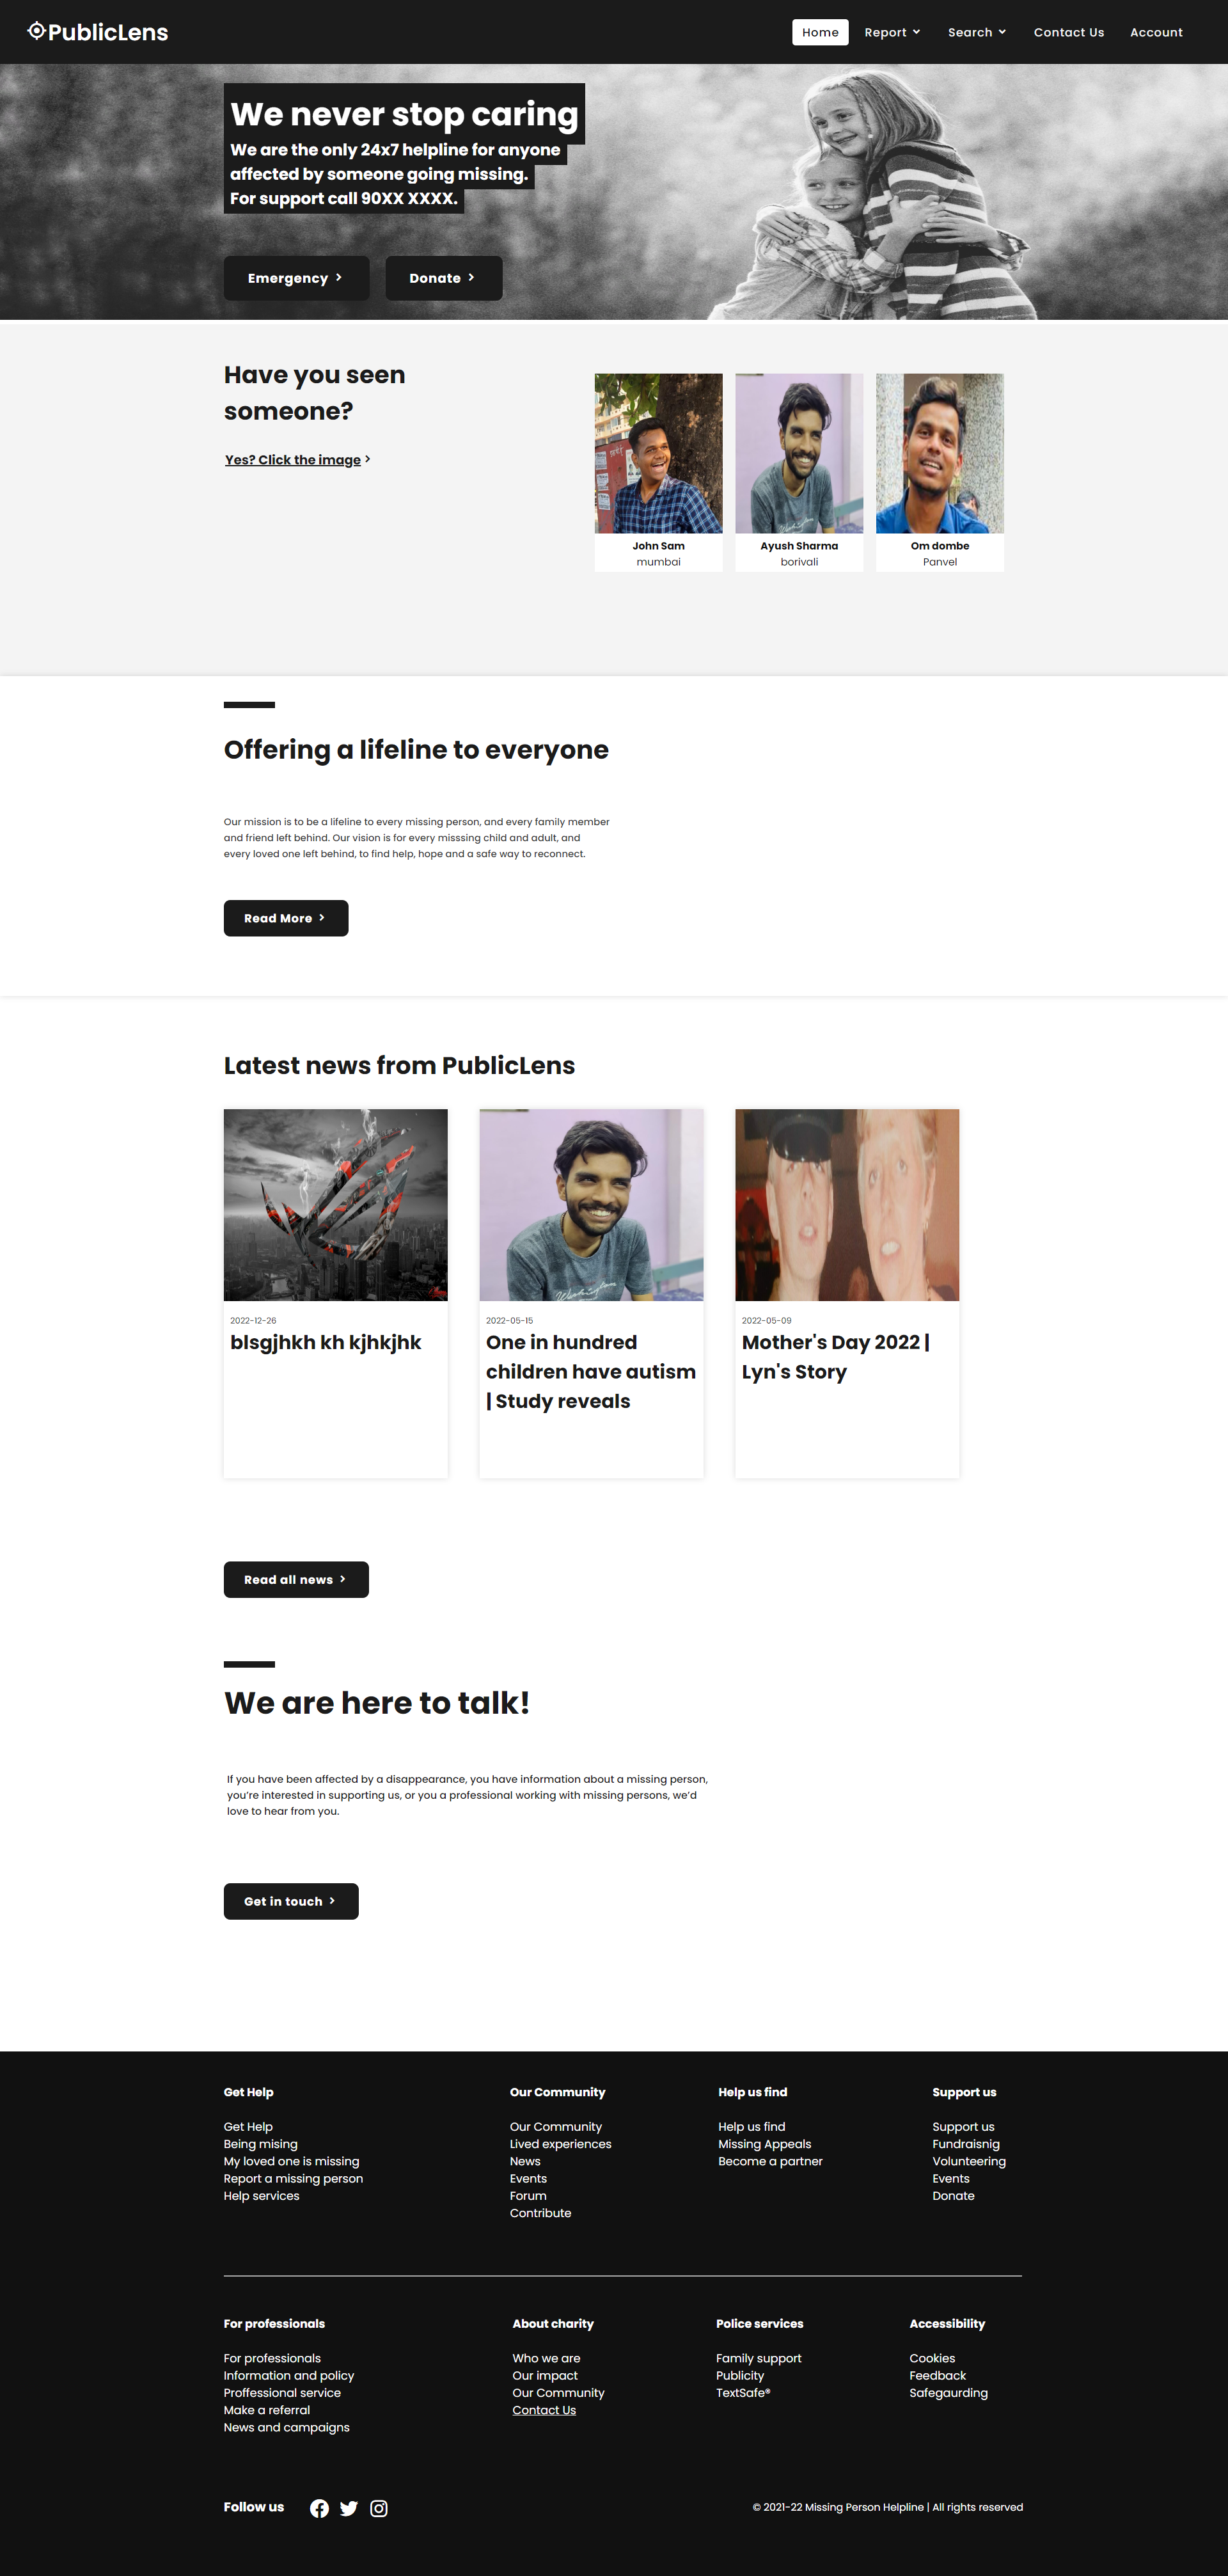 PublicLens
Home Report Search Contact Us Account
We never stop caring
We are the only 24x7 helpline for anyone
affected by someone going missing.
For support call 90XX XXXX.
Emergency
Donate
Have you seen
someone?
Yes? Click the image
John Sam
mumbai
Ayush Sharma
borivali
Om dombe
Panvel
Offering a lifeline to everyone
Our mission is to be a lifeline to every missing person, and every family member
and friend left behind. Our vision is for every misssing child and adult, and
every loved one left behind, to find help, hope and a safe way to reconnect.
Read More
Latest news from PublicLens
2022-12-26
blsgjhkh kh kjhkjhk
2022-05-15
One in hundred
children have autism
| Study reveals
2022-05-09
Mother's Day 2022 |
Lyn's Story
Read all news
We are here to talk!
If you have been affected by a disappearance, you have information about a missing person,
you're interested in supporting us, or you a professional working with missing persons, we'd
love to hear from you.
Get in touch
Get Help
Get Help
Being mising
My loved one is missing
Report a missing person
Help services
Our Community
Our Community
Lived experiences
News
Events
Forum
Contribute
Help us find
Help us find
Missing Appeals
Become a partner
Support us
Support us
Fundraisnig
Volunteering
Events
Donate
For professionals
For professionals
Information and policy
Proffessional service
Make a referral
News and campaigns
About charity
Who we are
Our impact
Our Community
Contact Us
Police services
Family support
Publicity
TextSafe®
Accessibility
Cookies
Feedback
Safegaurding
Follow us
© 2021-22 Missing Person Helpline | All rights reserved